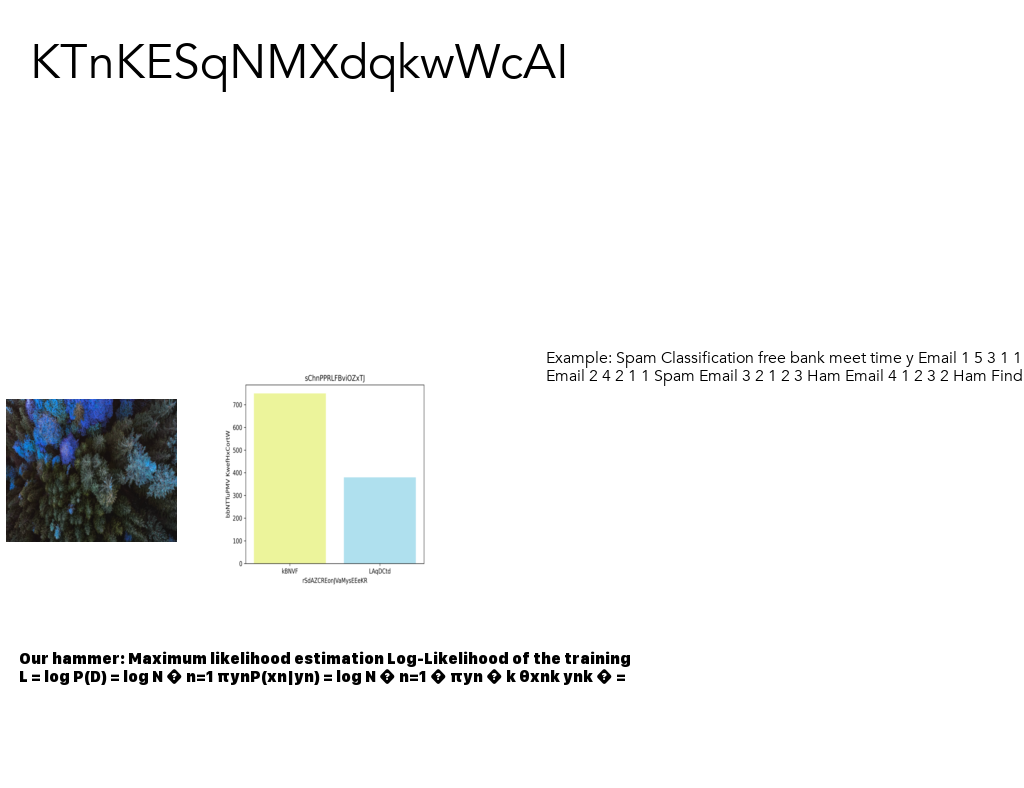 KTnKESqNMXdqkwWcAI
Example: Spam Classification free bank meet time y Email 1 5 3 1 1
Email 2 4 2 1 1 Spam Email 3 2 1 2 3 Ham Email 4 1 2 3 2 Ham Find
sChnPPRLFBviOZxTJ
700
600
500
400
300
200
100
0
kBNVF LAqDCtd
rSdAZCREonJVaMysEEeKR
Our hammer: Maximum likelihood estimation Log-Likelihood of the training
L = log P(D) = log N � n=1 πynP(xn|yn) = log N � n=1 � πyn � k θxnk ynk � =